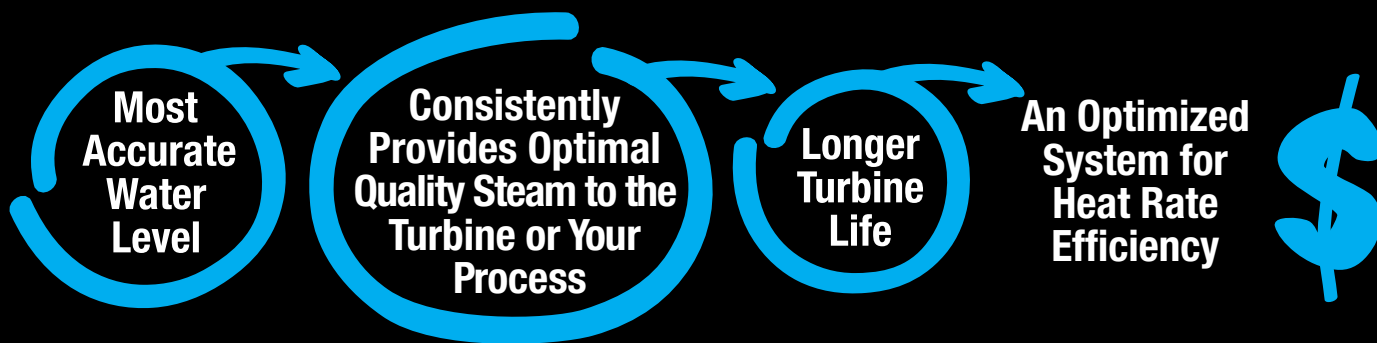 Most
Accurate
Water
Level
Consistently
Provides Optimal
Quality Steam to the
Turbine or Your
Process
Longer
Turbine
Life
An Optimized
System for
Heat Rate
Efficiency
$